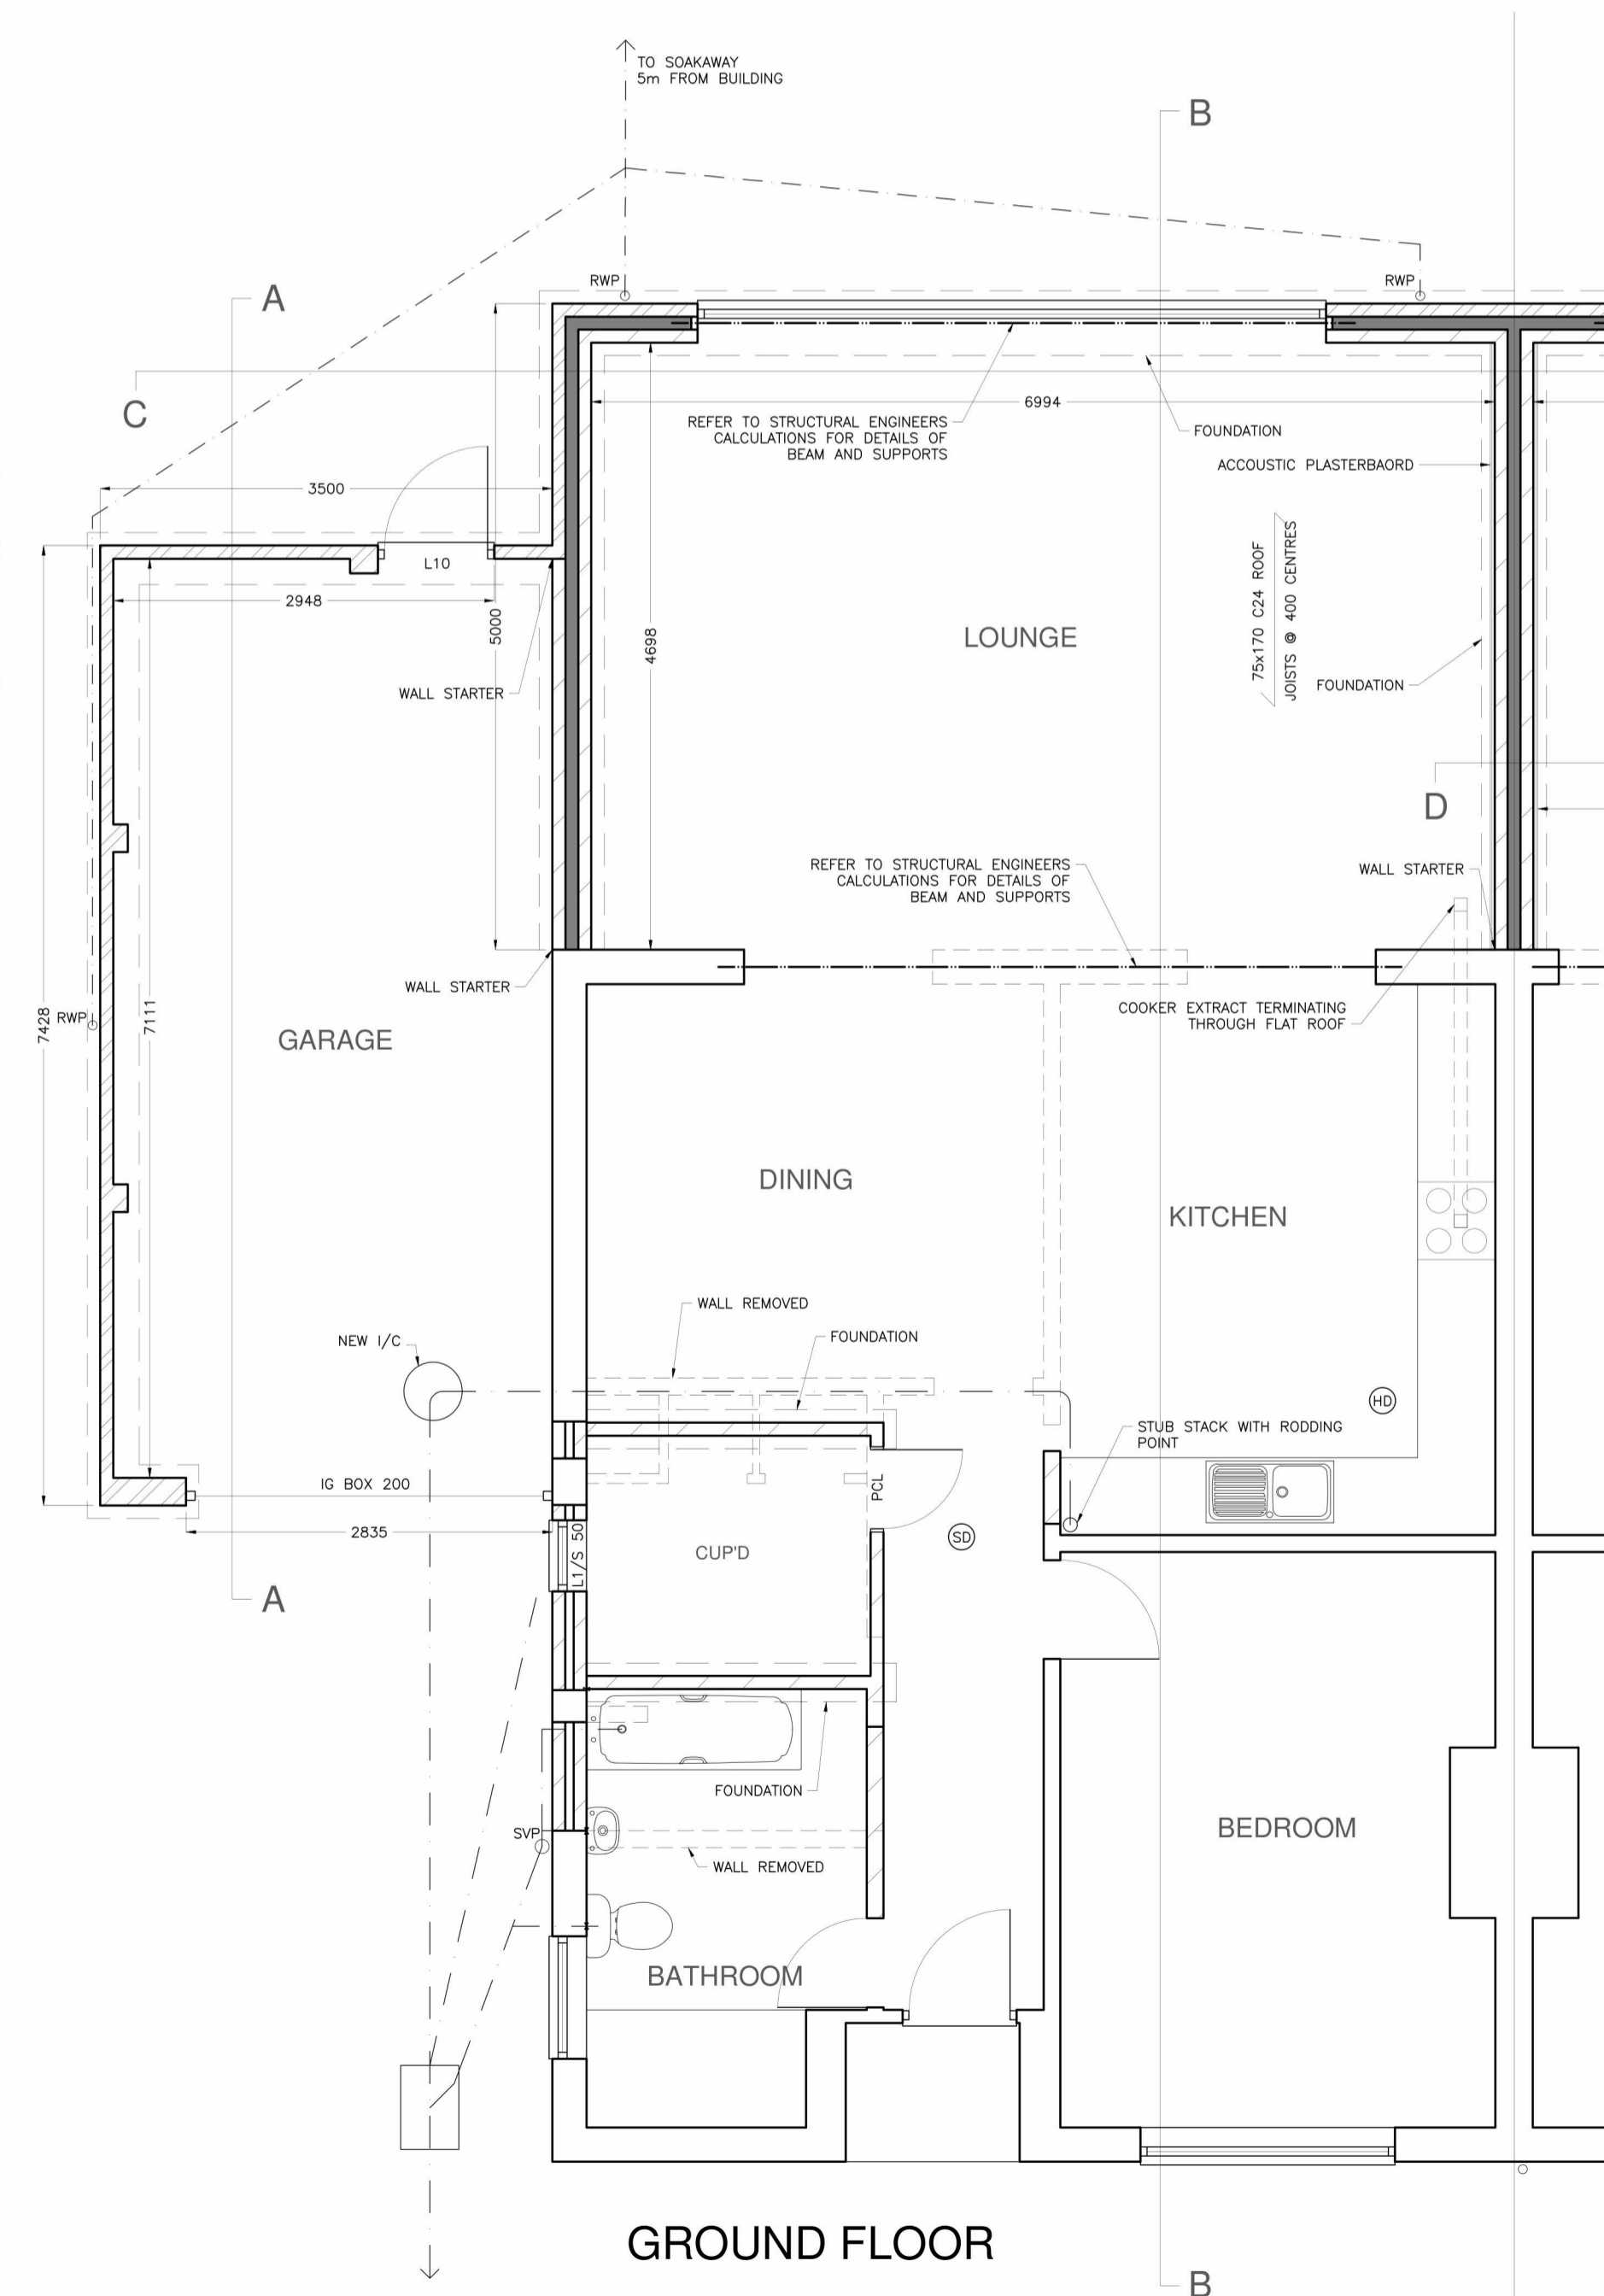 TO SOAKAWAY
5m FROM BUILDING
B
A
RWP
RWP
C
6994
REFER TO STRUCTURAL ENGINEERS
CALCULATIONS FOR DETAILS OF
BEAM AND SUPPORTS
FOUNDATION
ACCOUSTIC PLASTERBAORD
3500
L10
2948
5000
4698
LOUNGE
75x170 C24 ROOF
JOISTS @ 400 CENTRES
WALL STARTER
FOUNDATION
D
REFER TO STRUCTURAL ENGINEERS
CALCULATIONS FOR DETAILS OF
BEAM AND SUPPORTS
WALL STARTER
WALL STARTER
COOKER EXTRACT TERMINATING
THROUGH FLAT ROOF
7428
RWP
7111
GARAGE
DINING
KITCHEN
WALL REMOVED
FOUNDATION
NEW I/C
HD
STUB STACK WITH RODDING
POINT
IG BOX 200
PCL
2835
L1/S 50
CUP'D
SD
A
FOUNDATION
SVP
BEDROOM
WALL REMOVED
BATHROOM
GROUND FLOOR
B